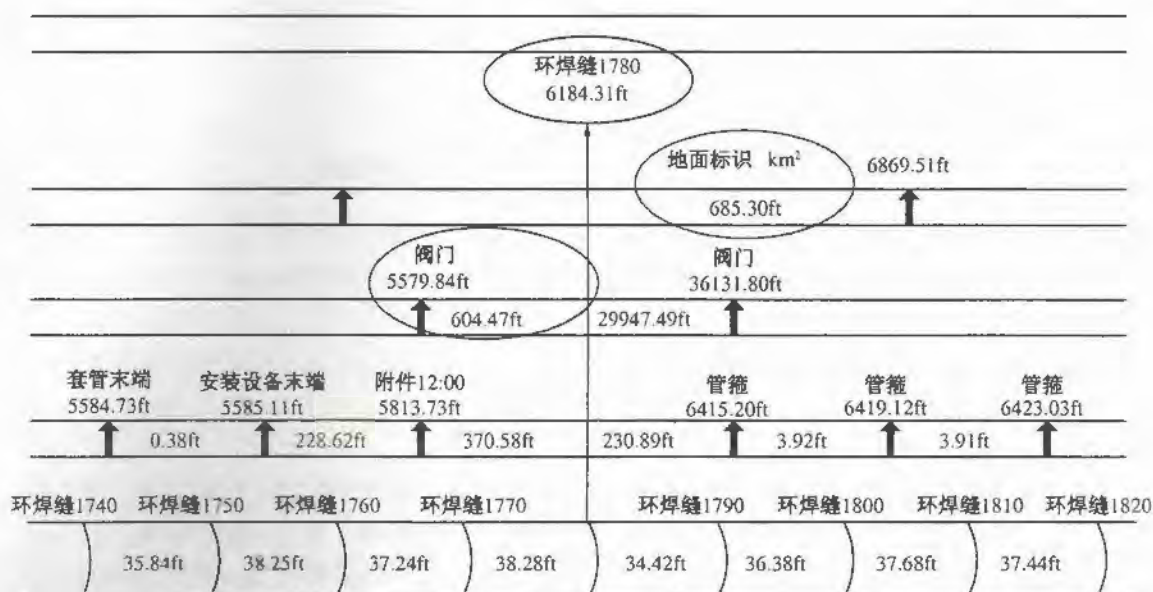 环焊缝1780
6184.31ft
地面标识 km²
6869.51ft
685.30ft
阀门
5579.84ft
阀门
36131.80ft
604.47ft 29947.49ft
套管末端 安装设备末端 附件12:00 管箍 管箍 管箍
5584.73ft 5585.11ft 5813.73ft 6415.20ft 6419.12ft 6423.03ft
0.38ft 228.62ft 370.58ft 230.89ft 3.92ft 3.91ft
环焊缝1740 环焊缝1750 环焊缝1760 环焊缝1770 环焊缝1790 环焊缝1800 环焊缝1810 环焊缝1820
35.84ft 38.25ft 37.24ft 38.28ft 34.42ft 36.38ft 37.68ft 37.44ft